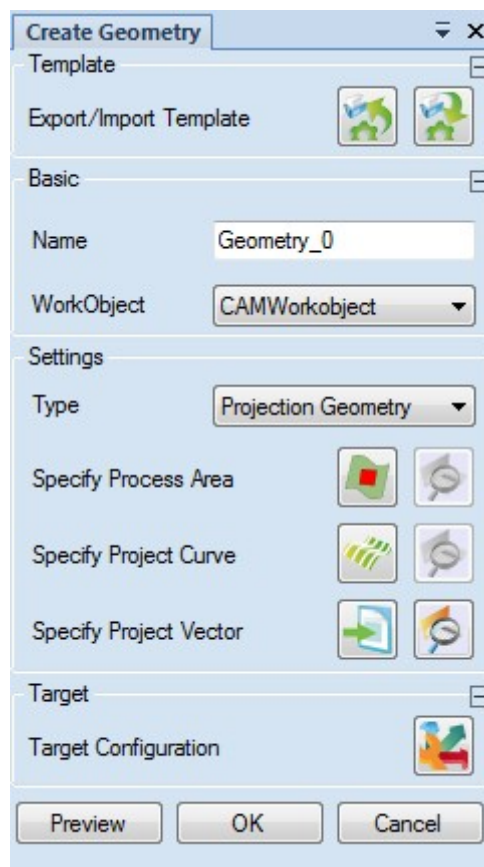 Create Geometry
Template
Export/Import Template
Basic
Name Geometry_0
WorkObject CAMWorkobject
Settings
Type Projection Geometry
Specify Process Area
Specify Project Curve
Specify Project Vector
Target
Target Configuration
Preview OK Cancel